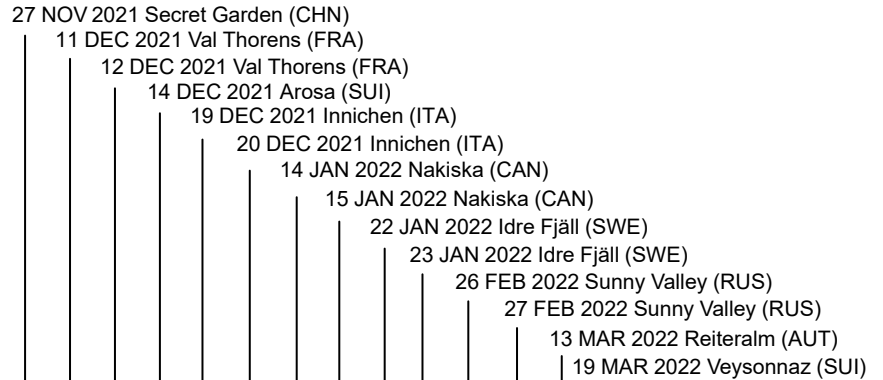 27 NOV 2021 Secret Garden (CHN)
11 DEC 2021 Val Thorens (FRA)
12 DEC 2021 Val Thorens (FRA)
14 DEC 2021 Arosa (SUI)
19 DEC 2021 Innichen (ITA)
20 DEC 2021 Innichen (ITA)
14 JAN 2022 Nakiska (CAN)
15 JAN 2022 Nakiska (CAN)
22 JAN 2022 Idre Fjäll (SWE)
23 JAN 2022 Idre Fjäll (SWE)
26 FEB 2022 Sunny Valley (RUS)
27 FEB 2022 Sunny Valley (RUS)
13 MAR 2022 Reiteralm (AUT)
19 MAR 2022 Veysonnaz (SUI)